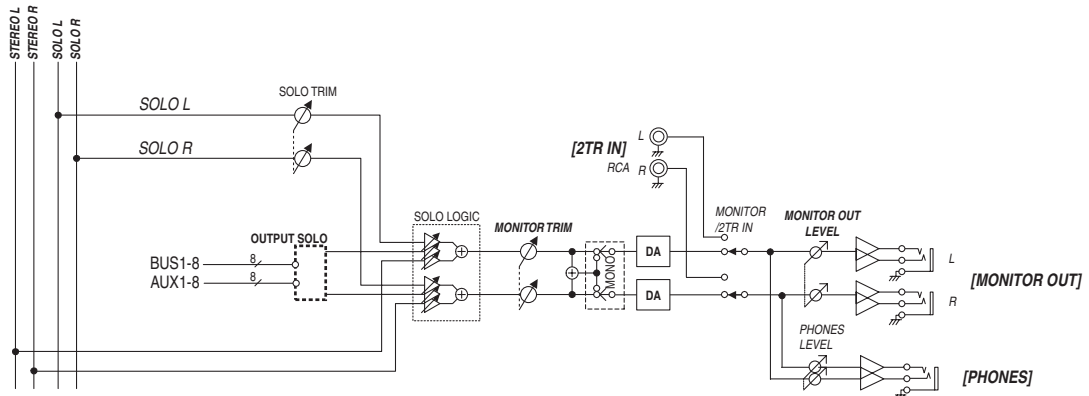 STEREO L
STEREO R
SOLO L
SOLO R
SOLO L
SOLO TRIM
SOLO R
[2TR IN]
L
RCA R
SOLO LOGIC
MONITOR TRIM
MONITOR
/2TR IN
MONITOR OUT
LEVEL
OUTPUT SOLO
BUS1-8
8
AUX1-8
8
MONO
DA
DA
L
[MONITOR OUT]
R
PHONES
LEVEL
[PHONES]